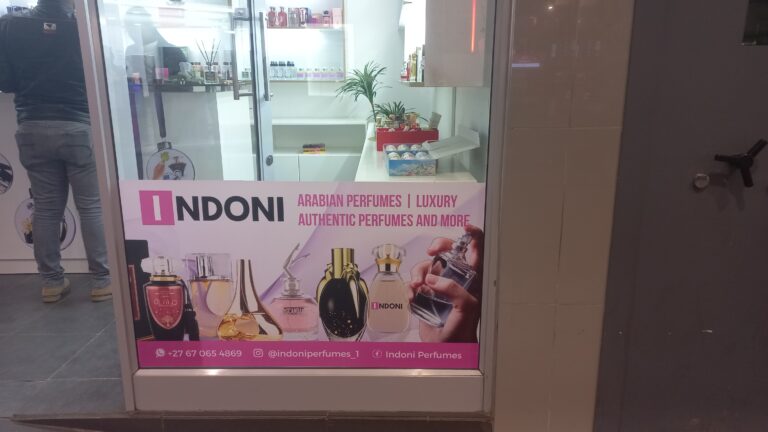 INDONI
ARABIAN PERFUMES | LUXURY
AUTHENTIC PERFUMES AND MORE
INDONI
+27 67 065 4869 @indoniperfumes_1 Indoni Perfumes